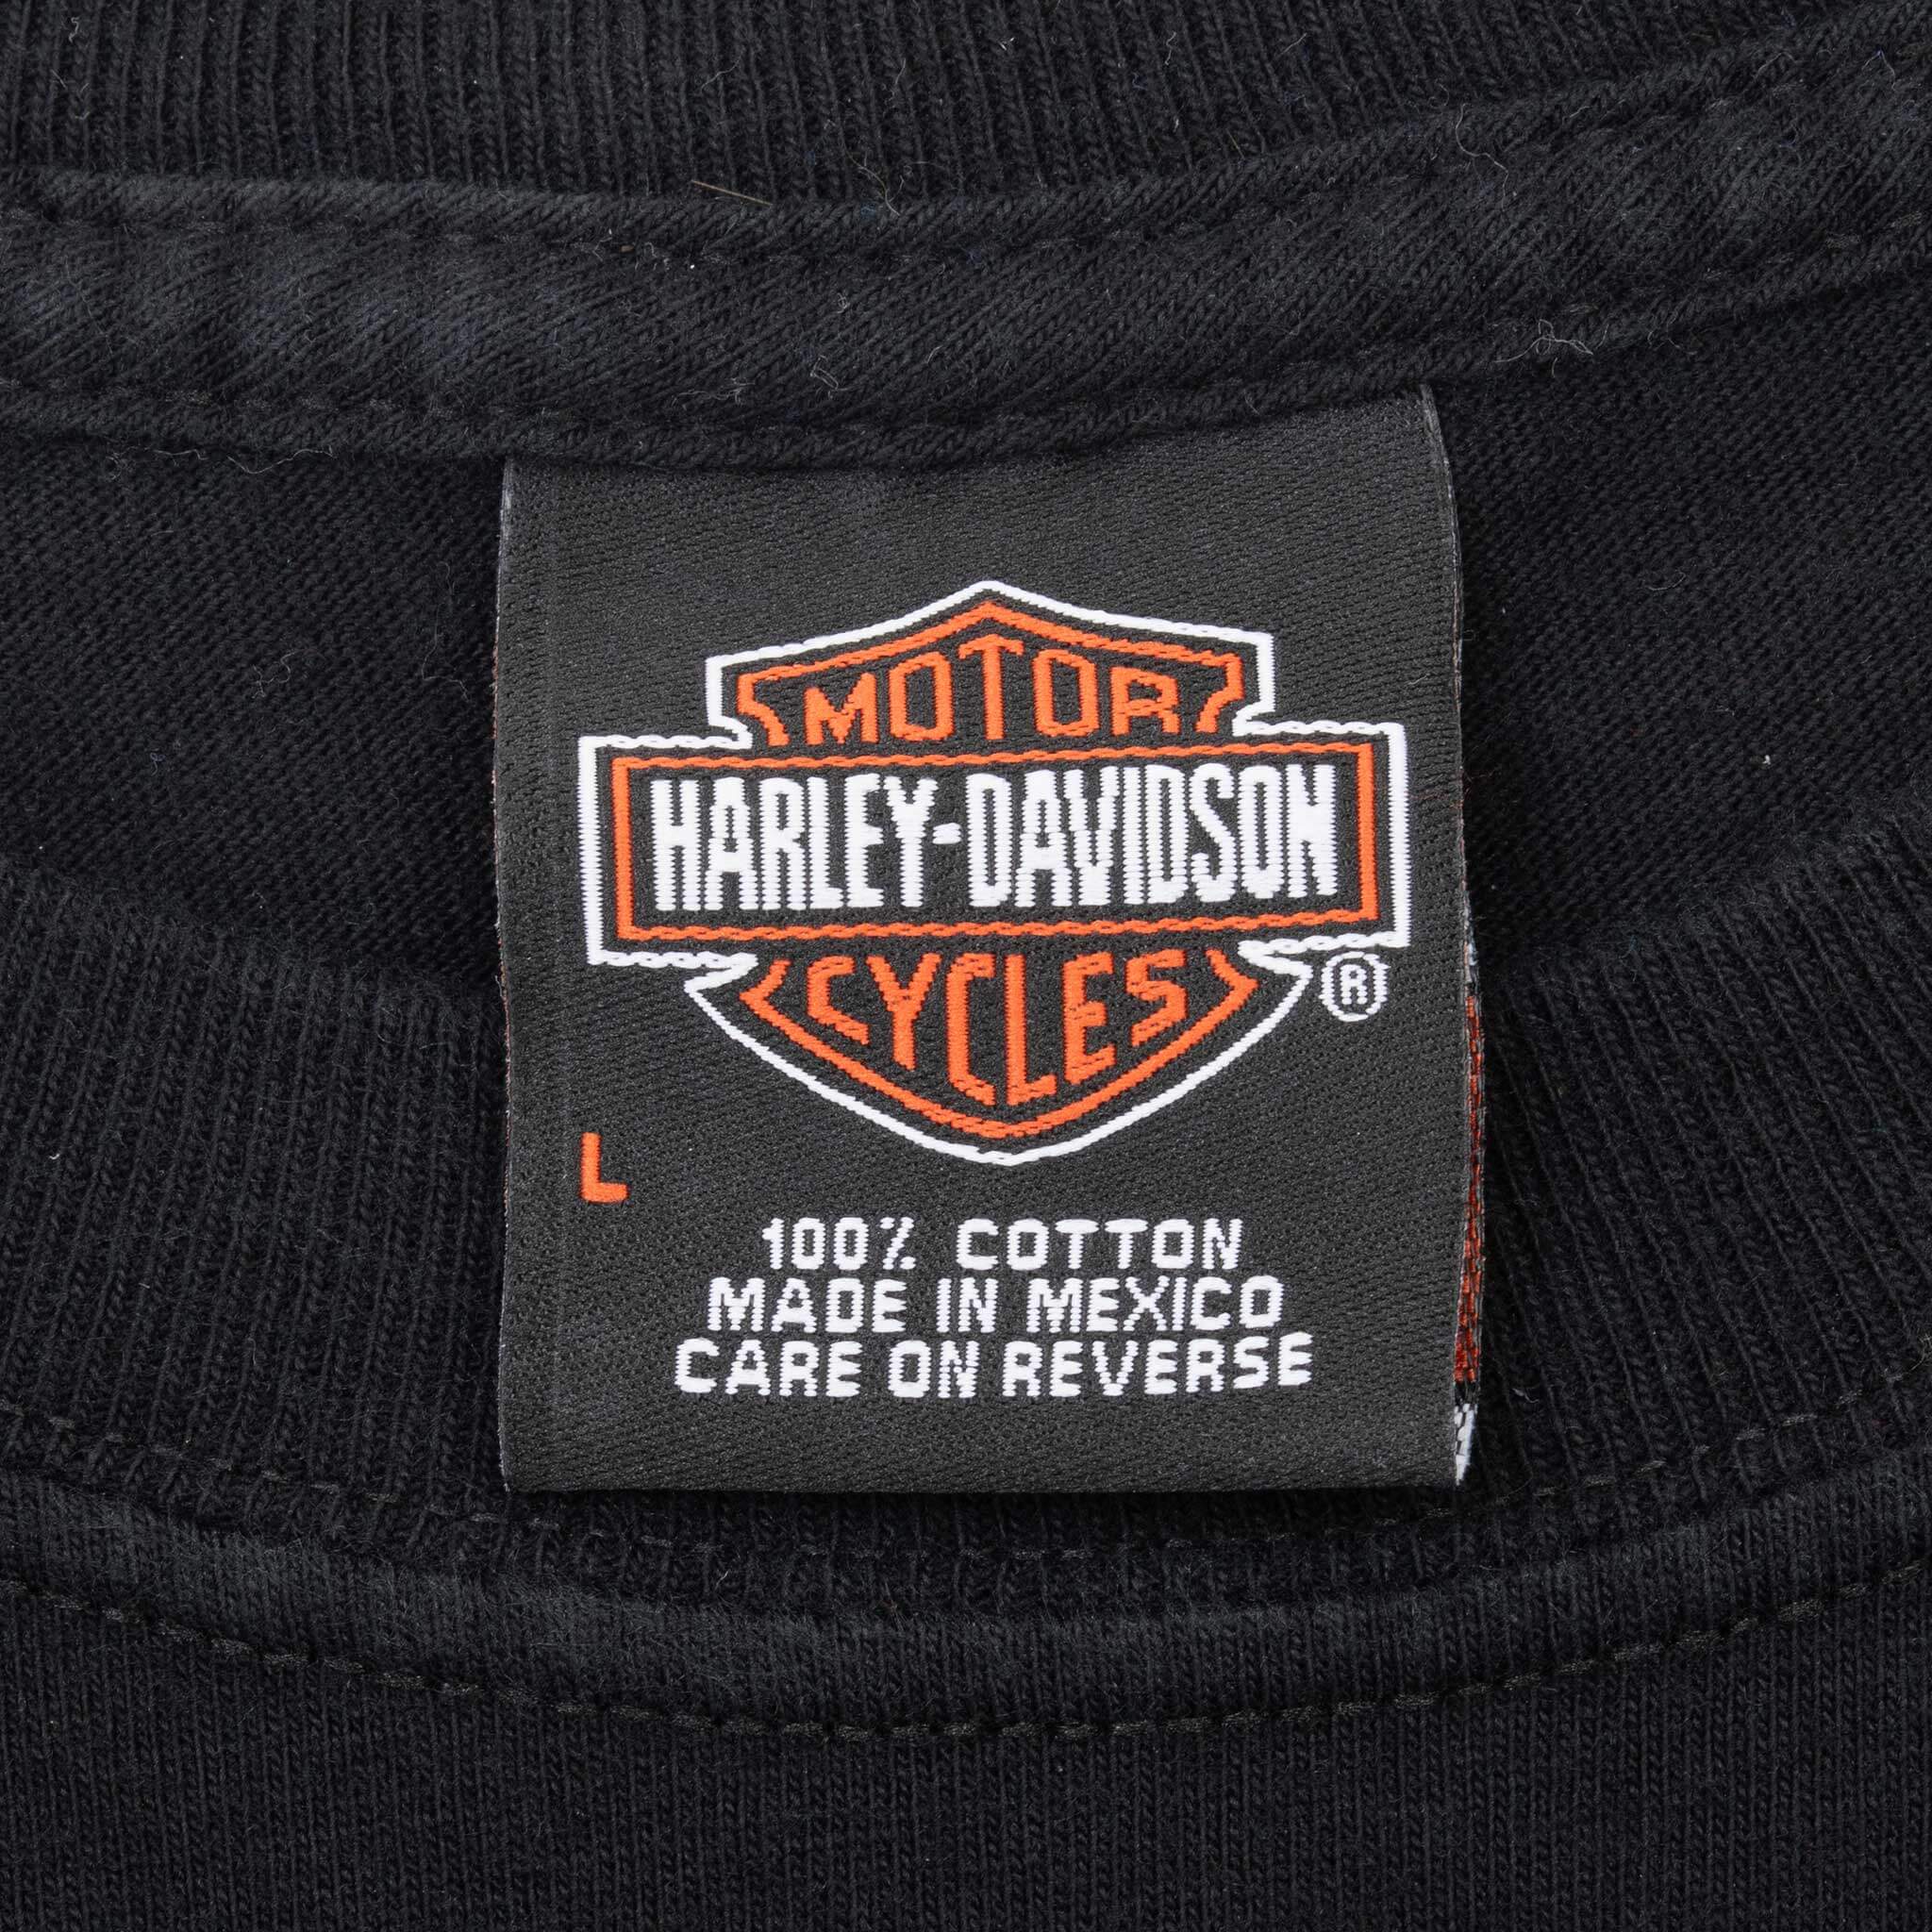 MOTOR
HARLEY-DAVIDSON
CYCLES
®
L
100% COTTON
MADE IN MEXICO
CARE ON REVERSE